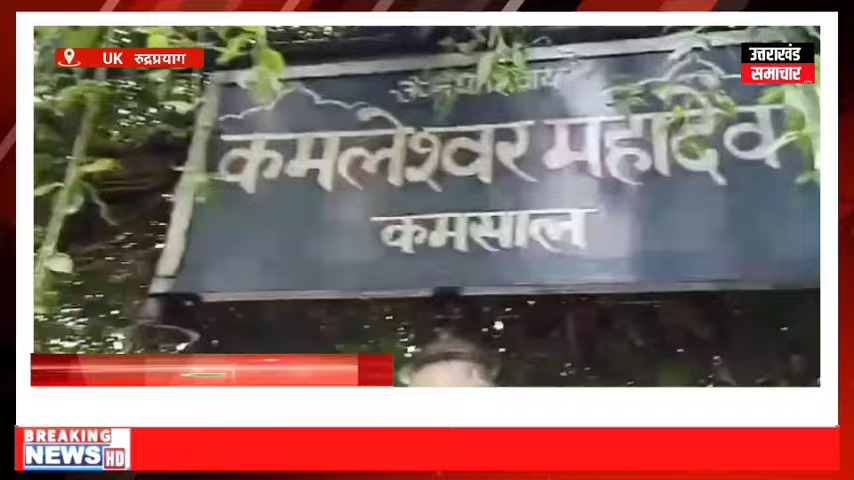 UK रुद्रप्रयाग
उत्तराखंड
समाचार
कमलेश्वर महादेव
कमसाल
BREAKING
NEWS HD